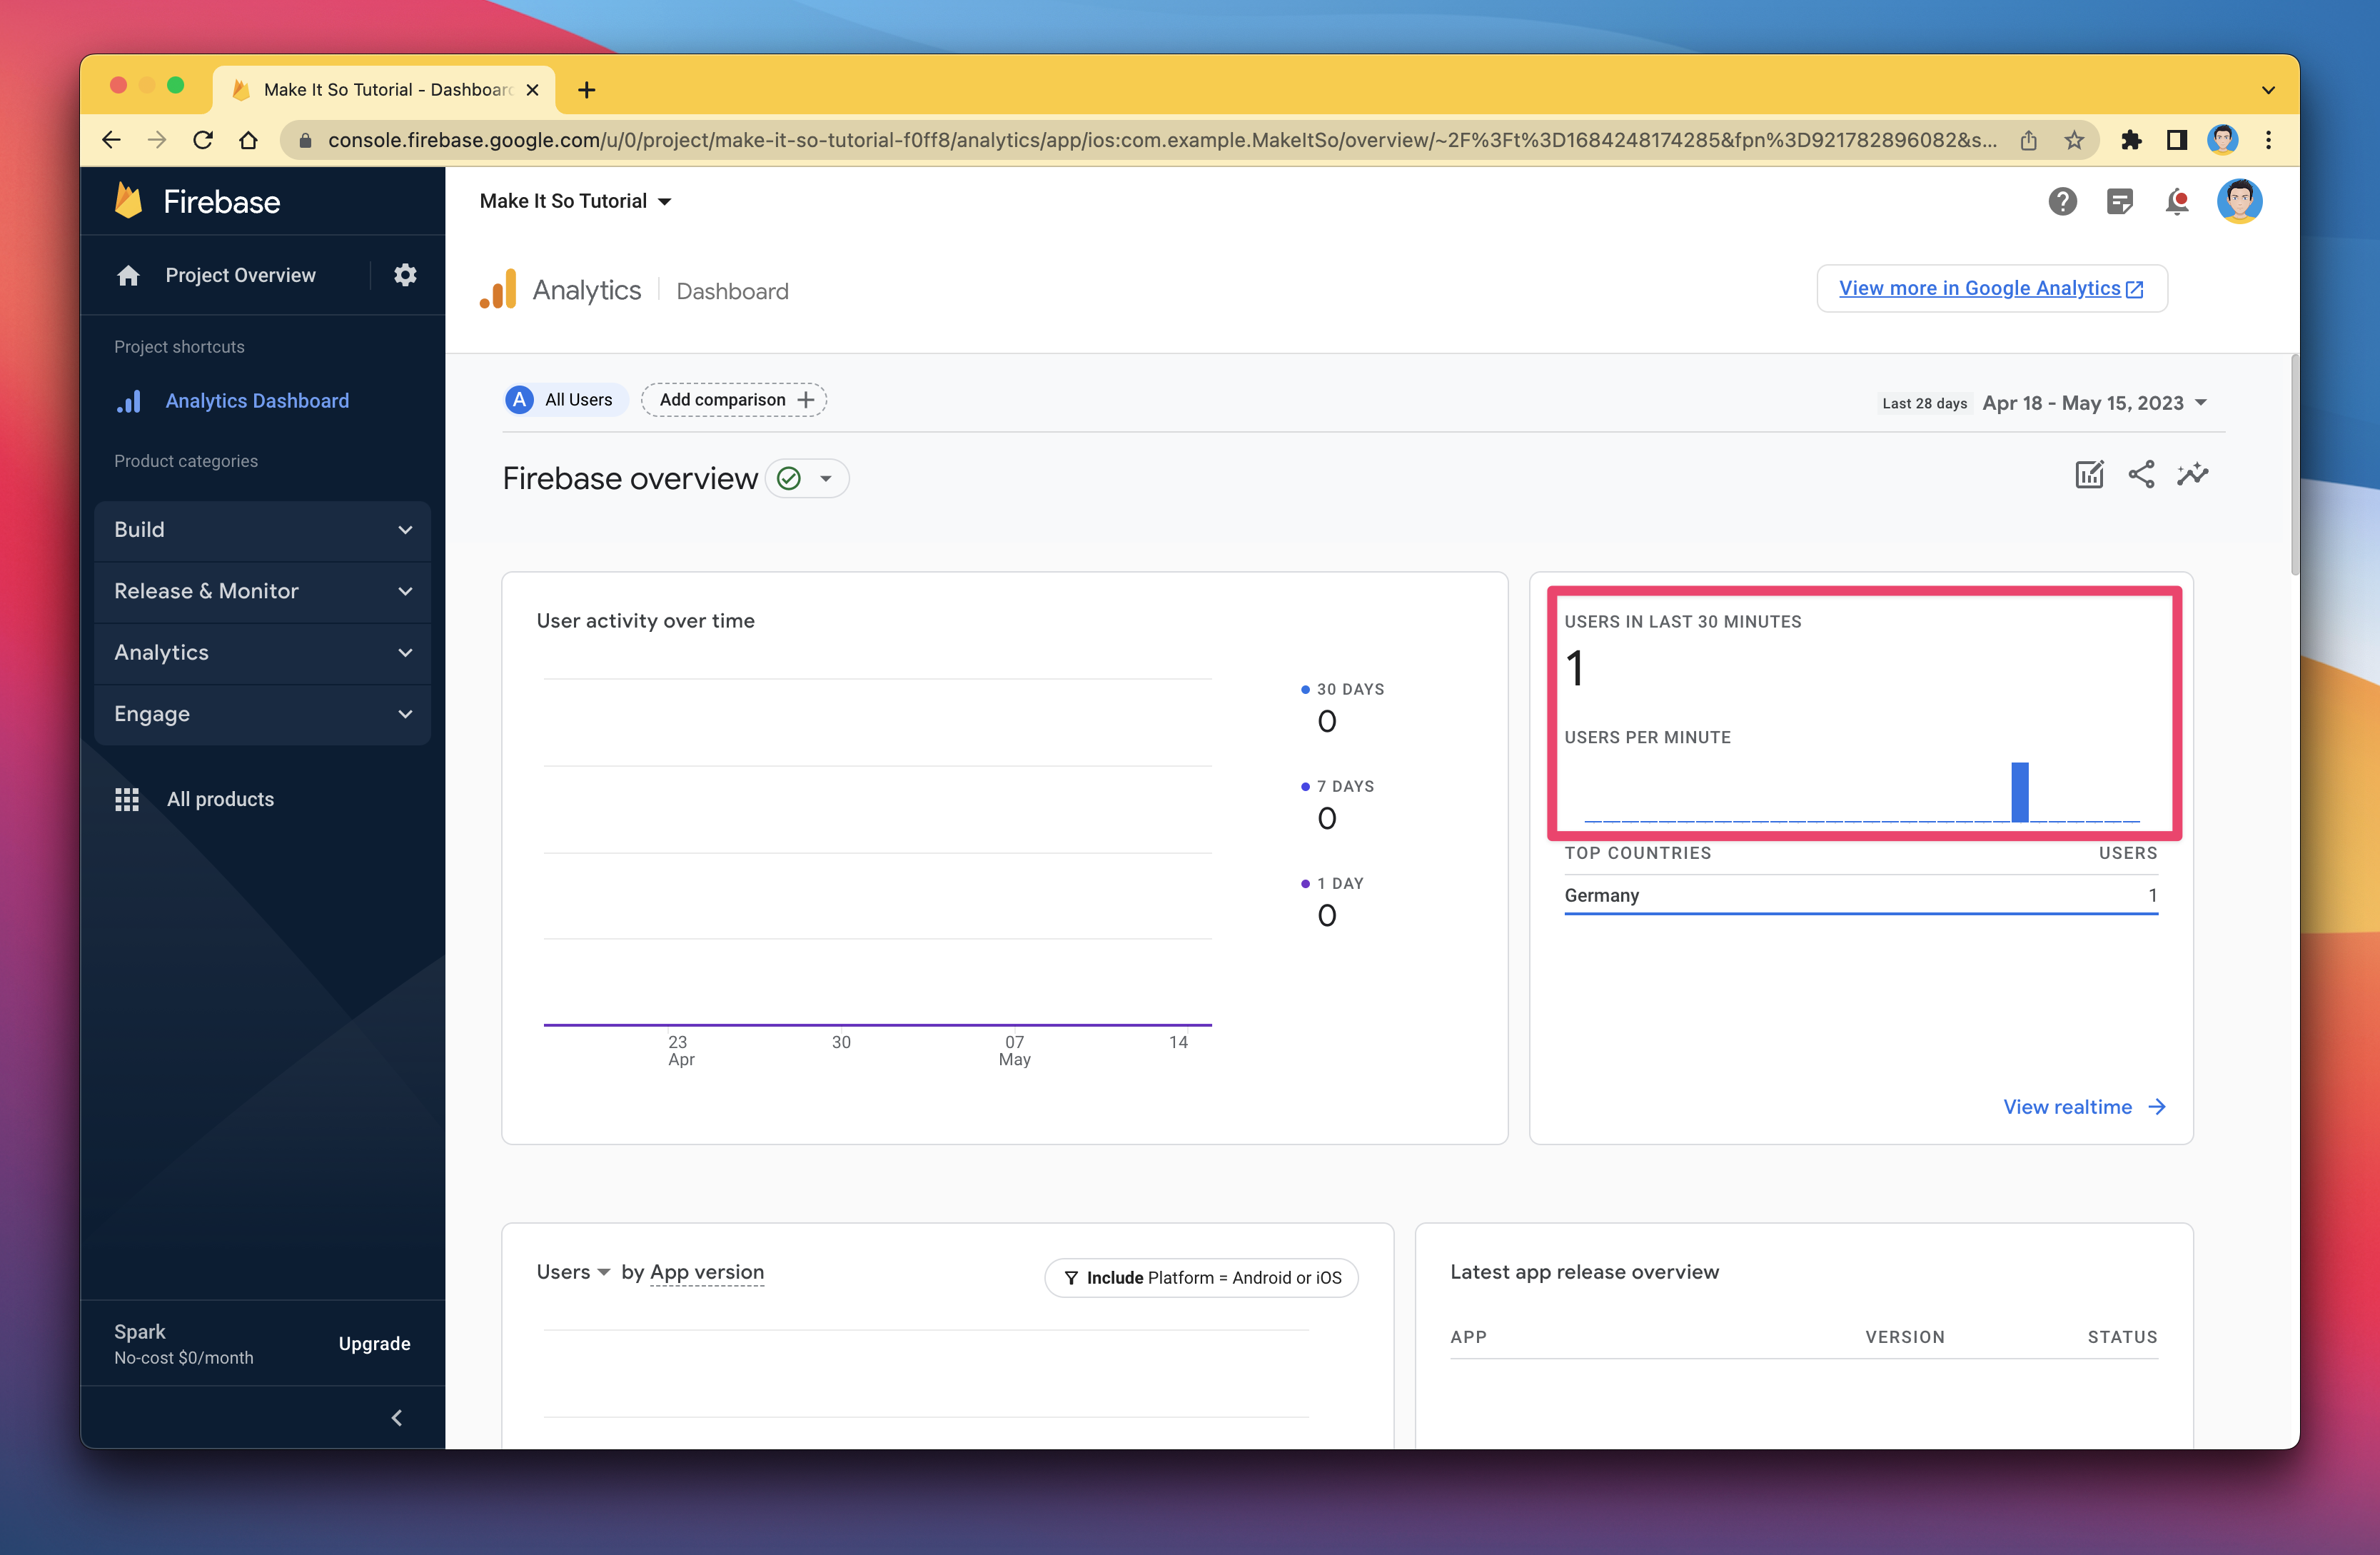 Make It So Tutorial - Dashboard
console.firebase.google.com/u/0/project/make-it-so-tutorial-f0ff8/analytics/app/ios:com.example.MakeItSo/overview/~2F%3Ft%3D1684248174285&fpn%3D921782896082&s...
Firebase
Make It So Tutorial
Project Overview
Analytics
Dashboard
View more in Google Analytics
Project shortcuts
Analytics Dashboard
Product categories
Build
Release & Monitor
Analytics
Engage
All products
Spark
No-cost $0/month
Upgrade
A All Users
Add comparison
Last 28 days Apr 18 - May 15, 2023
Firebase overview
User activity over time
30 DAYS
0
7 DAYS
0
1 DAY
0
23
Apr
30
07
May
14
USERS IN LAST 30 MINUTES
1
USERS PER MINUTE
TOP COUNTRIES USERS
Germany 1
View realtime
Users by App version
Include Platform = Android or iOS
Latest app release overview
APP VERSION STATUS